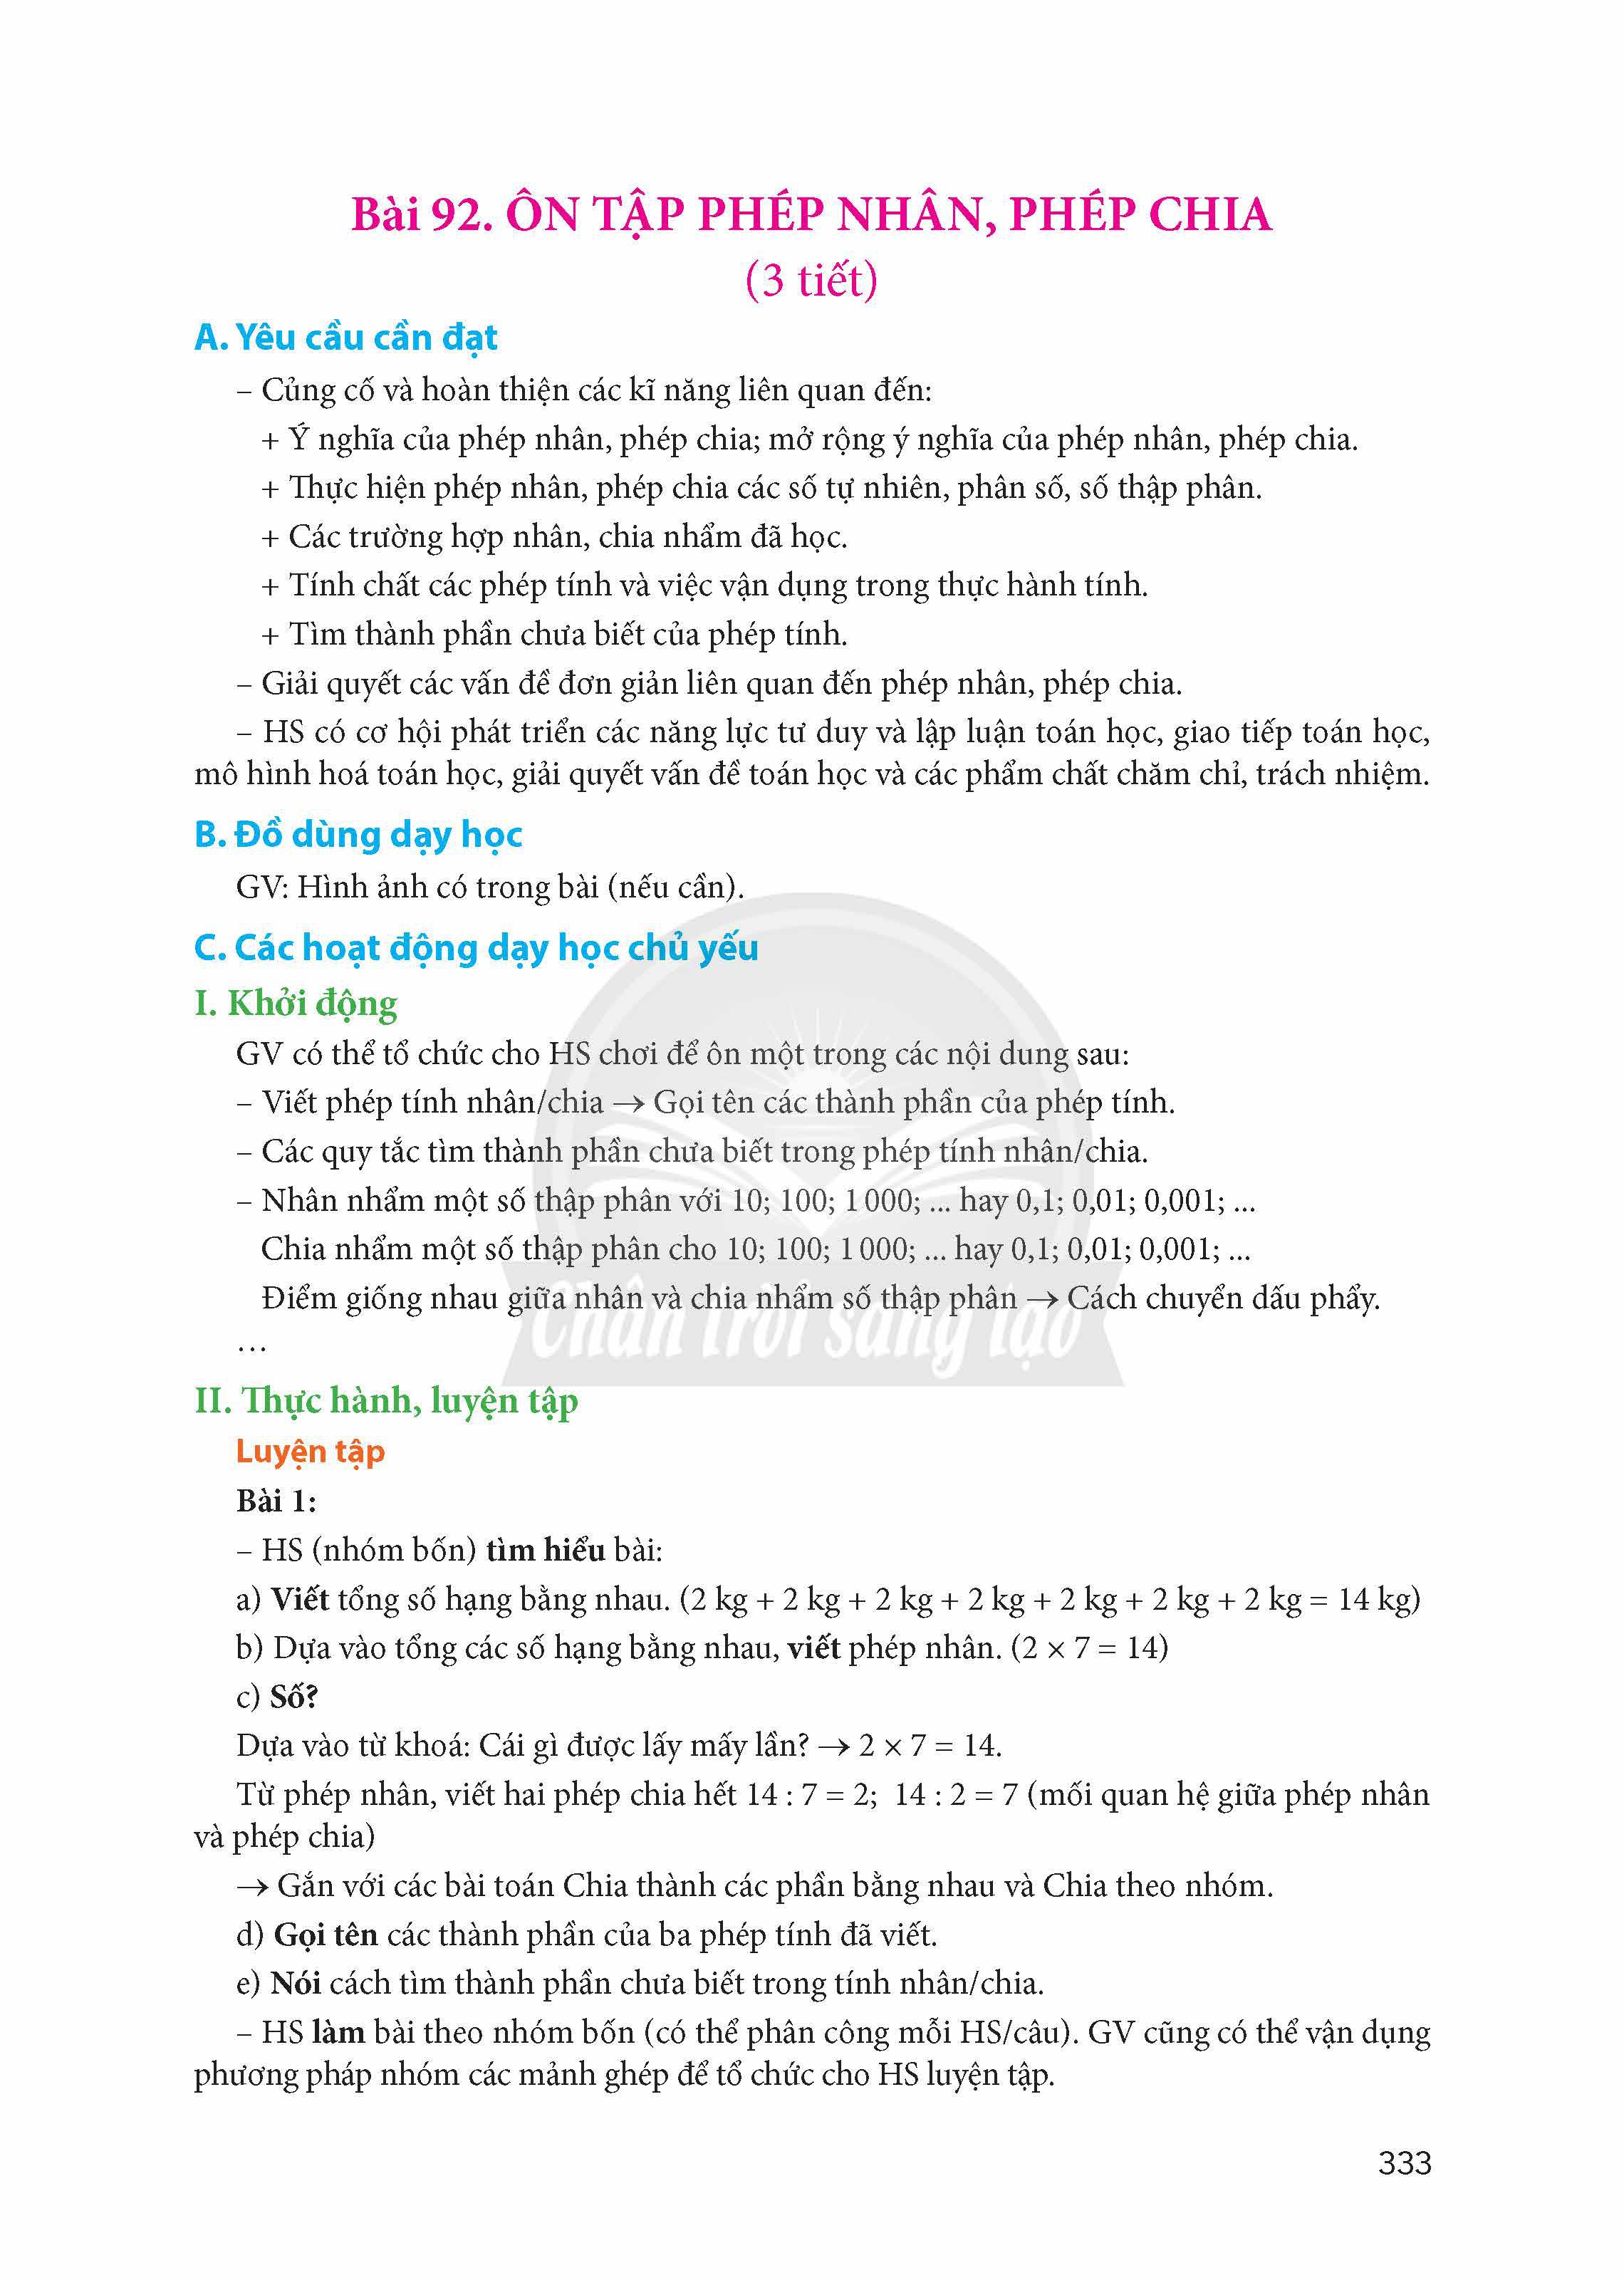 Bài 92. ÔN TẬP PHÉP NHÂN, PHÉP CHIA
(3 tiết)
A. Yêu cầu cần đạt
– Củng cố và hoàn thiện các kĩ năng liên quan đến:
+ Ý nghĩa của phép nhân, phép chia; mở rộng ý nghĩa của phép nhân, phép chia.
+ Thực hiện phép nhân, phép chia các số tự nhiên, phân số, số thập phân.
+ Các trường hợp nhân, chia nhẩm đã học.
+ Tính chất các phép tính và việc vận dụng trong thực hành tính.
+ Tìm thành phần chưa biết của phép tính.
– Giải quyết các vấn đề đơn giản liên quan đến phép nhân, phép chia.
– HS có cơ hội phát triển các năng lực tư duy và lập luận toán học, giao tiếp toán học,
mô hình hoá toán học, giải quyết vấn đề toán học và các phẩm chất chăm chỉ, trách nhiệm.
B. Đồ dùng dạy học
GV: Hình ảnh có trong bài (nếu cần).
C. Các hoạt động dạy học chủ yếu
I. Khởi động
GV có thể tổ chức cho HS chơi để ôn một trong các nội dung sau:
– Viết phép tính nhân/chia → Gọi tên các thành phần của phép tính.
– Các quy tắc tìm thành phần chưa biết trong phép tính nhân/chia.
– Nhân nhẩm một số thập phân với 10; 100; 1 000; ... hay 0,1; 0,01; 0,001; ...
Chia nhẩm một số thập phân cho 10; 100; 1 000; ... hay 0,1; 0,01; 0,001; ...
Điểm giống nhau giữa nhân và chia nhẩm số thập phân → Cách chuyển dấu phẩy.
Chân trời sáng tạo
…
II. Thực hành, luyện tập
Luyện tập
Bài 1:
– HS (nhóm bốn) tìm hiểu bài:
a) Viết tổng số hạng bằng nhau. (2 kg + 2 kg + 2 kg + 2 kg + 2 kg + 2 kg + 2 kg = 14 kg)
b) Dựa vào tổng các số hạng bằng nhau, viết phép nhân. (2 × 7 = 14)
c) Số?
Dựa vào từ khoá: Cái gì được lấy mấy lần? → 2 × 7 = 14.
Từ phép nhân, viết hai phép chia hết 14 : 7 = 2; 14 : 2 = 7 (mối quan hệ giữa phép nhân
và phép chia)
→ Gắn với các bài toán Chia thành các phần bằng nhau và Chia theo nhóm.
d) Gọi tên các thành phần của ba phép tính đã viết.
e) Nói cách tìm thành phần chưa biết trong tính nhân/chia.
– HS làm bài theo nhóm bốn (có thể phân công mỗi HS/câu). GV cũng có thể vận dụng
phương pháp nhóm các mảnh ghép để tổ chức cho HS luyện tập.
333